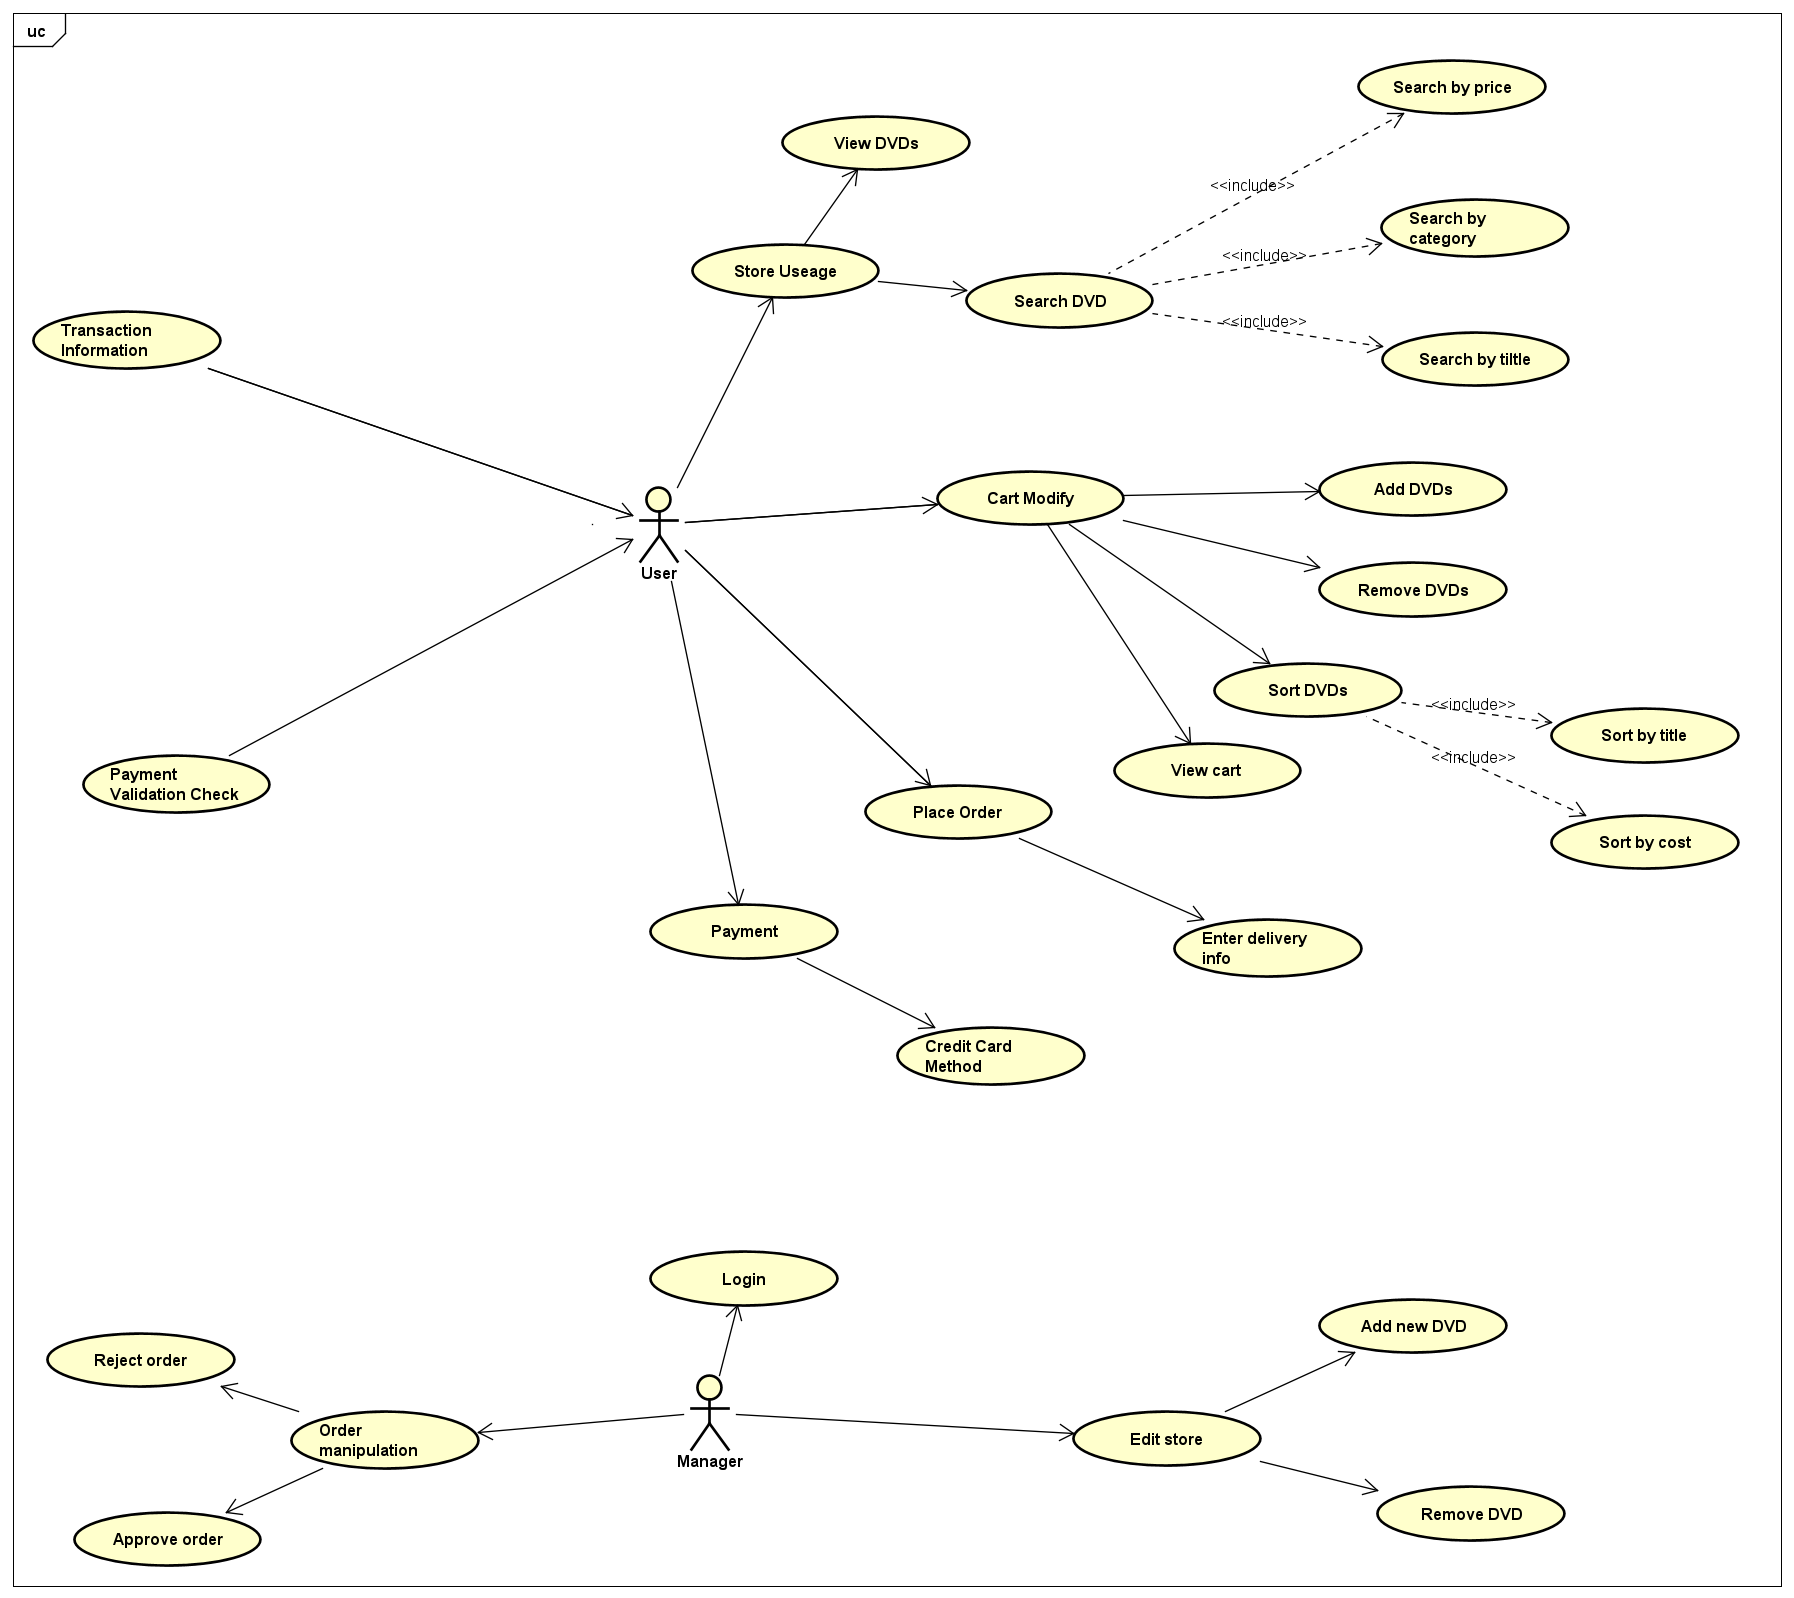 uc
Search by price
View DVDs
<<include>>
Search by
category
<<include>>
Store Useage
Search DVD
<<include>>
Transaction
Information
Search by tiltle
Cart Modify
Add DVDs
User
Remove DVDs
Sort DVDs
<<include>>
Sort by title
<<include>>
View cart
Payment
Validation Check
Place Order
Sort by cost
Payment
Enter delivery
info
Credit Card
Method
Login
Add new DVD
Reject order
Order
manipulation
Manager
Edit store
Remove DVD
Approve order